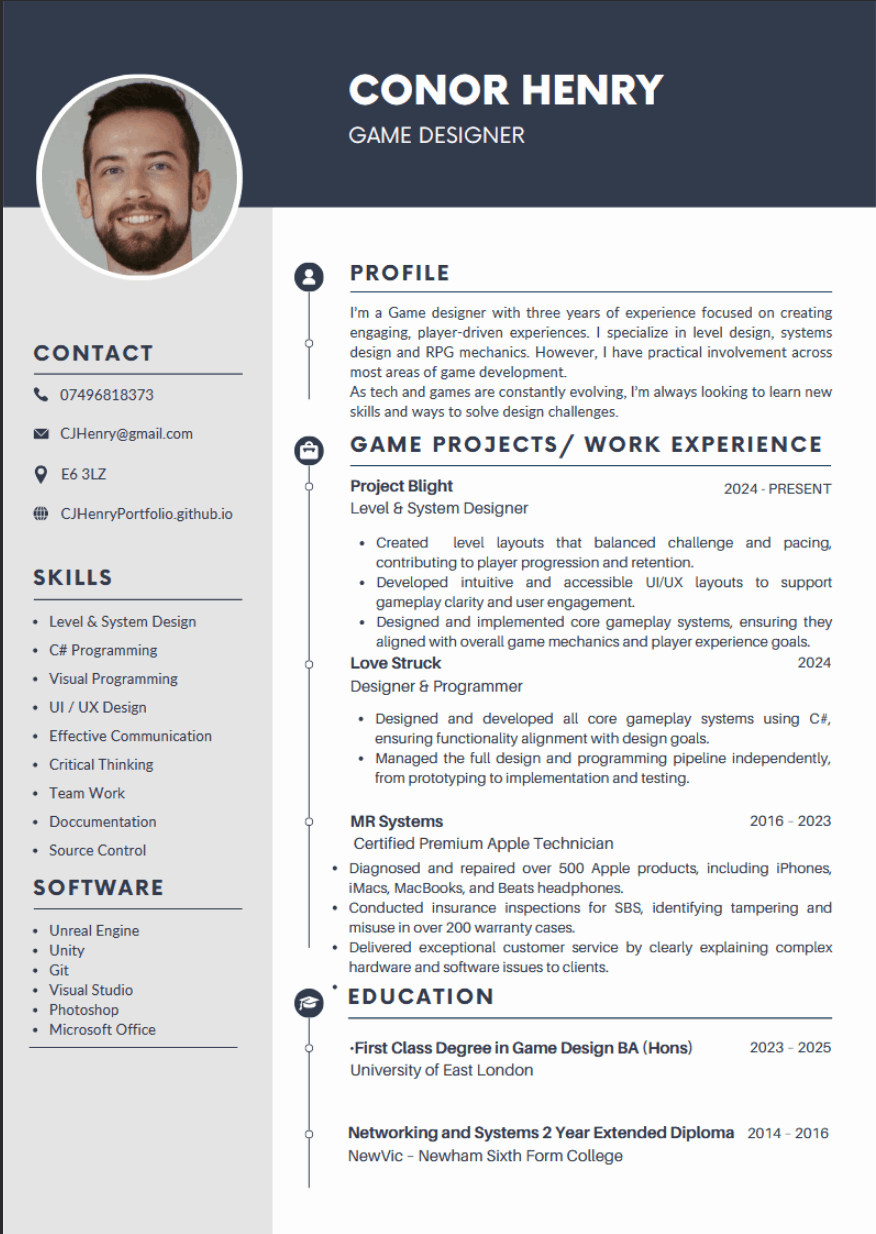 CONOR HENRY
GAME DESIGNER
CONTACT
07496818373
CJHenry@gmail.com
E6 3LZ
CJHenryPortfolio.github.io
SKILLS
• Level & System Design
• C# Programming
• Visual Programming
• UI / UX Design
• Effective Communication
• Critical Thinking
• Team Work
• Doccumentation
• Source Control
SOFTWARE
• Unreal Engine
• Unity
• Git
• Visual Studio
• Photoshop
• Microsoft Office
PROFILE
I'm a Game designer with three years of experience focused on creating
engaging, player-driven experiences. I specialize in level design, systems
design and RPG mechanics. However, I have practical involvement across
most areas of game development.
As tech and games are constantly evolving, I'm always looking to learn new
skills and ways to solve design challenges.
GAME PROJECTS/ WORK EXPERIENCE
Project Blight 2024 - PRESENT
Level & System Designer
• Created level layouts that balanced challenge and pacing,
contributing to player progression and retention.
• Developed intuitive and accessible UI/UX layouts to support
gameplay clarity and user engagement.
• Designed and implemented core gameplay systems, ensuring they
aligned with overall game mechanics and player experience goals.
Love Struck 2024
Designer & Programmer
• Designed and developed all core gameplay systems using C#,
ensuring functionality alignment with design goals.
• Managed the full design and programming pipeline independently,
from prototyping to implementation and testing.
MR Systems 2016 - 2023
Certified Premium Apple Technician
• Diagnosed and repaired over 500 Apple products, including iPhones,
iMacs, MacBooks, and Beats headphones.
• Conducted insurance inspections for SBS, identifying tampering and
misuse in over 200 warranty cases.
• Delivered exceptional customer service by clearly explaining complex
hardware and software issues to clients.
•
EDUCATION
•First Class Degree in Game Design BA (Hons) 2023 - 2025
University of East London
Networking and Systems 2 Year Extended Diploma 2014 - 2016
NewVic – Newham Sixth Form College